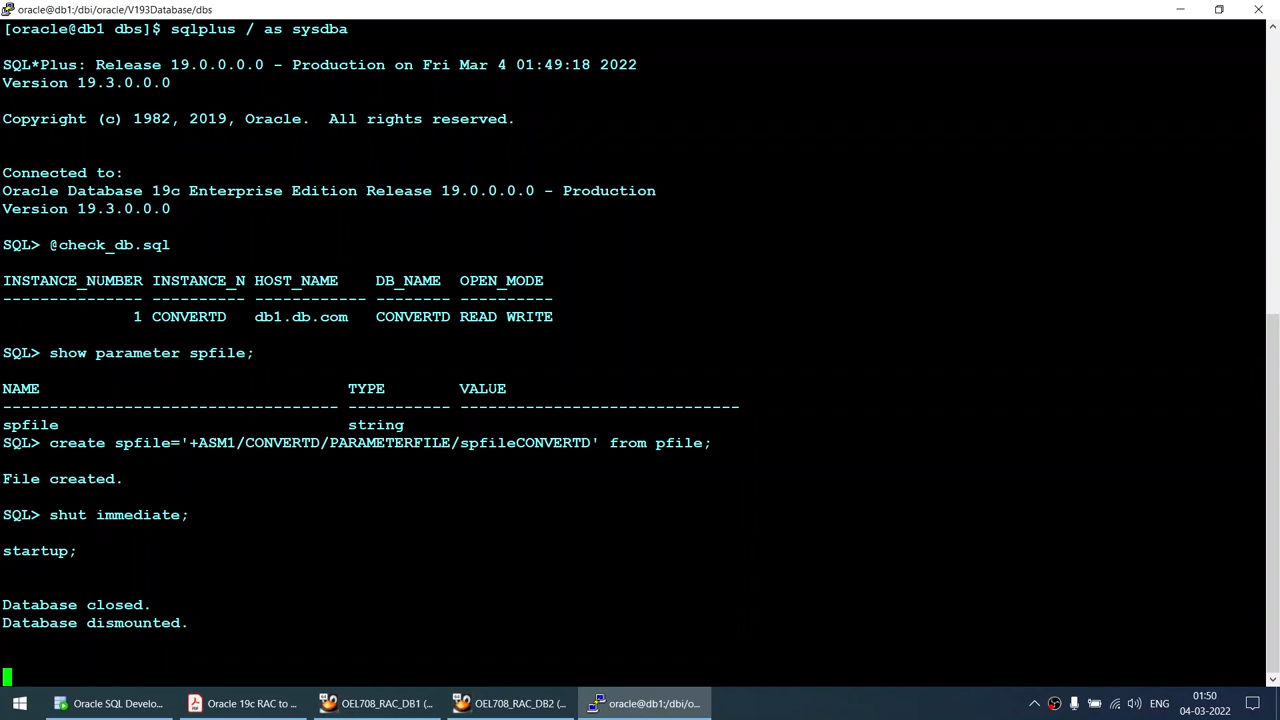 oracle@db1:/dbi/oracle/V193Database/dbs
[oracle@db1 dbs]$ sqlplus / as sysdba
SQL*Plus: Release 19.0.0.0.0 - Production on Fri Mar 4 01:49:18 2022
Version 19.3.0.0.0
Copyright (c) 1982, 2019, Oracle.  All rights reserved.
Connected to:
Oracle Database 19c Enterprise Edition Release 19.0.0.0.0 - Production
Version 19.3.0.0.0
SQL> @check_db.sql
INSTANCE_NUMBER INSTANCE_N HOST_NAME    DB_NAME  OPEN_MODE
--------------- ---------- ------------ -------- ----------
              1 CONVERTD   db1.db.com   CONVERTD READ WRITE
SQL> show parameter spfile;
NAME                                 TYPE        VALUE
------------------------------------ ----------- ------------------------------
spfile                               string
SQL> create spfile='+ASM1/CONVERTD/PARAMETERFILE/spfileCONVERTD' from pfile;
File created.
SQL> shut immediate;
startup;
Database closed.
Database dismounted.
Oracle SQL Develo...
Oracle 19c RAC to ...
OEL708_RAC_DB1 (...
OEL708_RAC_DB2 (...
oracle@db1:/dbi/o...
ENG
01:50
04-03-2022